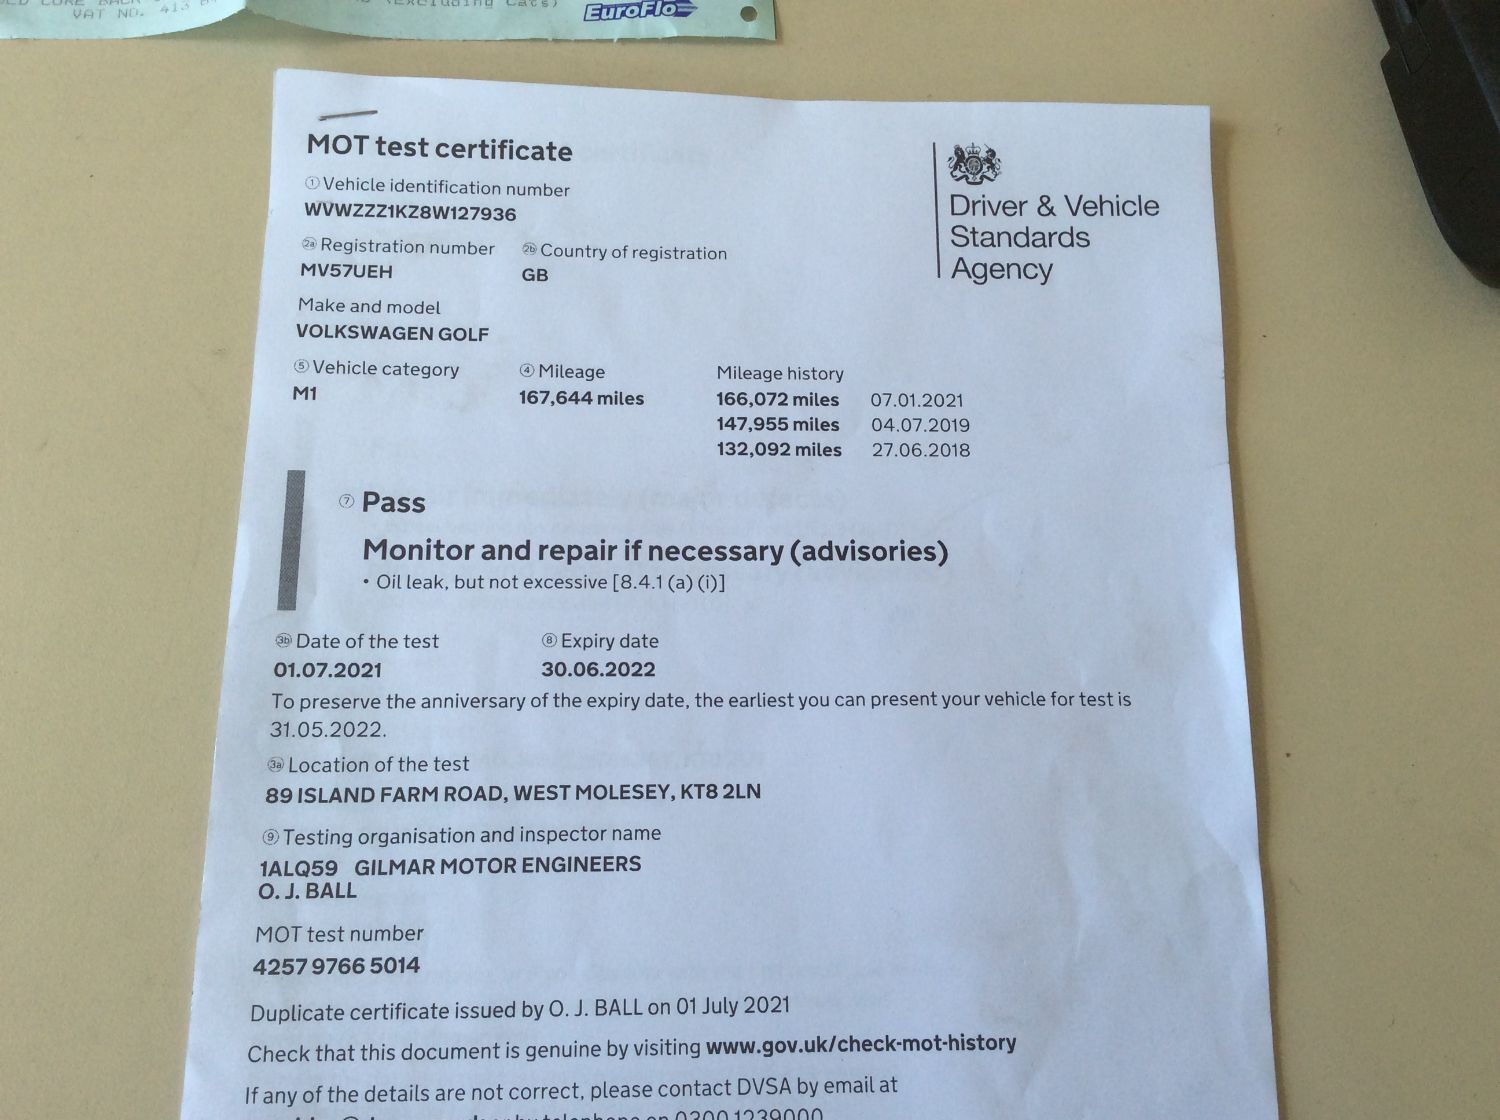 VAT NO. 413
EuroFlo
MOT test certificate
① Vehicle identification number
WVWZZZ1KZ8W127936
2a Registration number 2b Country of registration
MV57UEH GB
Make and model
VOLKSWAGEN GOLF
⑤ Vehicle category ④ Mileage Mileage history
M1 167,644 miles 166,072 miles 07.01.2021
147,955 miles 04.07.2019
132,092 miles 27.06.2018
⑦ Pass
Monitor and repair if necessary (advisories)
• Oil leak, but not excessive [8.4.1 (a) (i)]
3b Date of the test ⑧ Expiry date
01.07.2021 30.06.2022
To preserve the anniversary of the expiry date, the earliest you can present your vehicle for test is
31.05.2022.
3a Location of the test
89 ISLAND FARM ROAD, WEST MOLESEY, KT8 2LN
⑨ Testing organisation and inspector name
1ALQ59 GILMAR MOTOR ENGINEERS
O. J. BALL
MOT test number
4257 9766 5014
Duplicate certificate issued by O. J. BALL on 01 July 2021
Check that this document is genuine by visiting www.gov.uk/check-mot-history
If any of the details are not correct, please contact DVSA by email at
by telephone on 0300 1239000
Driver & Vehicle
Standards
Agency